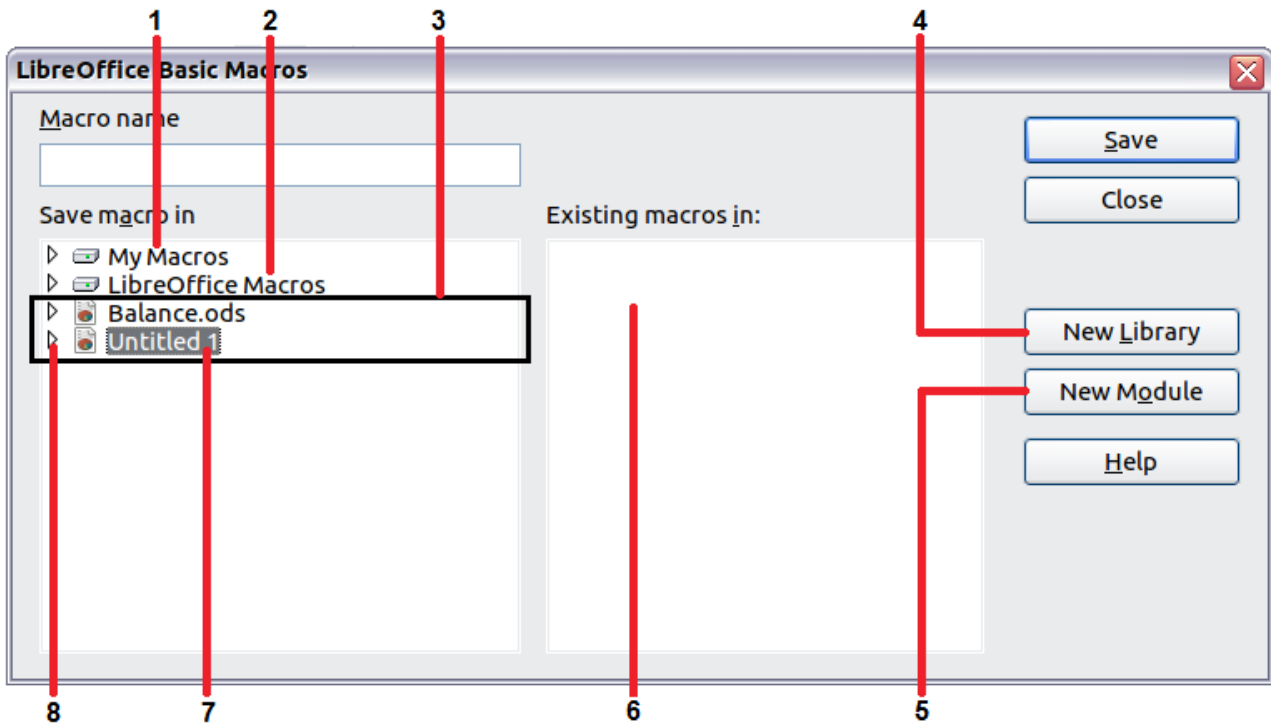 1 2 3 4
LibreOffice Basic Macros
Macro name
Save
Close
Save macro in
Existing macros in:
My Macros
LibreOffice Macros
Balance.ods
Untitled 1
New Library
New Module
Help
8 7 6 5